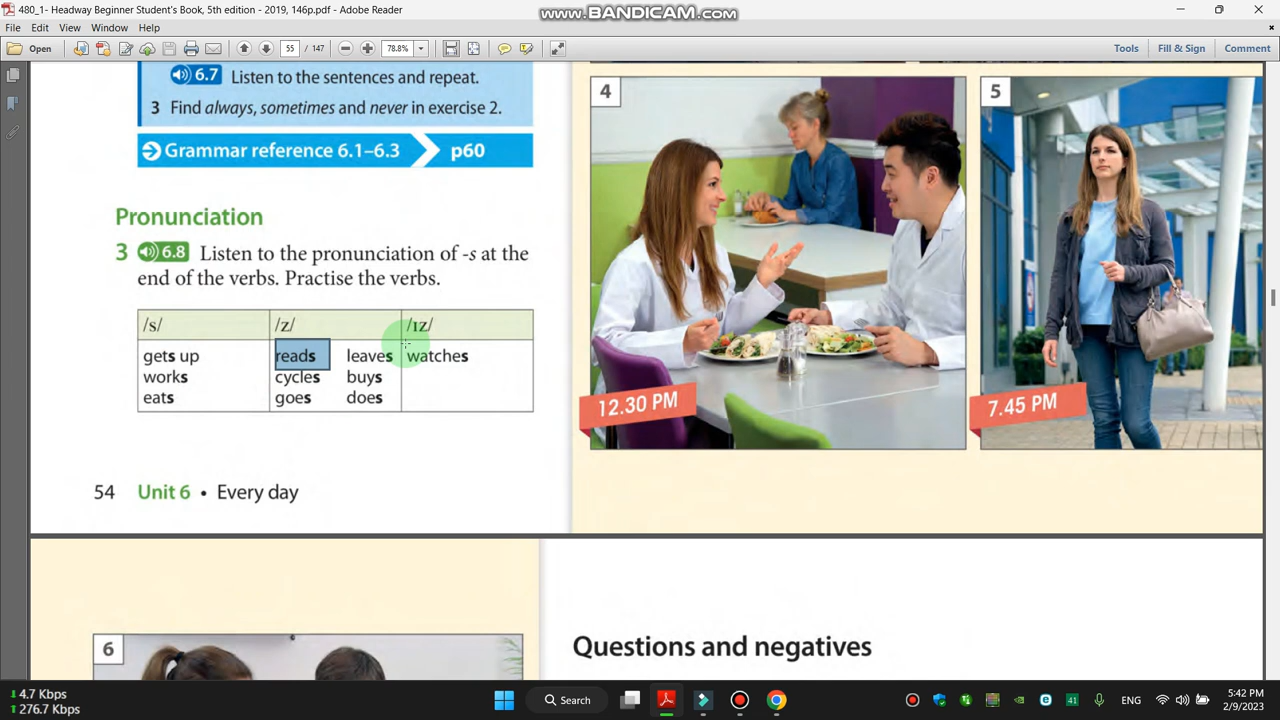 480_1- Headway Beginner Student's Book, 5th edition - 2019, 146p.pdf - Adobe Reader
www.BANDICAM.com
File Edit View Window Help
Open 55 / 147 78.8% Tools Fill & Sign Comment
6.7 Listen to the sentences and repeat.
3 Find always, sometimes and never in exercise 2.
Grammar reference 6.1–6.3 p60
Pronunciation
3 6.8 Listen to the pronunciation of -s at the
end of the verbs. Practise the verbs.
/s/ /z/ /ɪz/
gets up reads leaves watches
works cycles buys
eats goes does
54 Unit 6 • Every day
4
12.30 PM
5
7.45 PM
6
Questions and negatives
4.7 Kbps
276.7 Kbps
Search
41
ENG
5:42 PM
2/9/2023